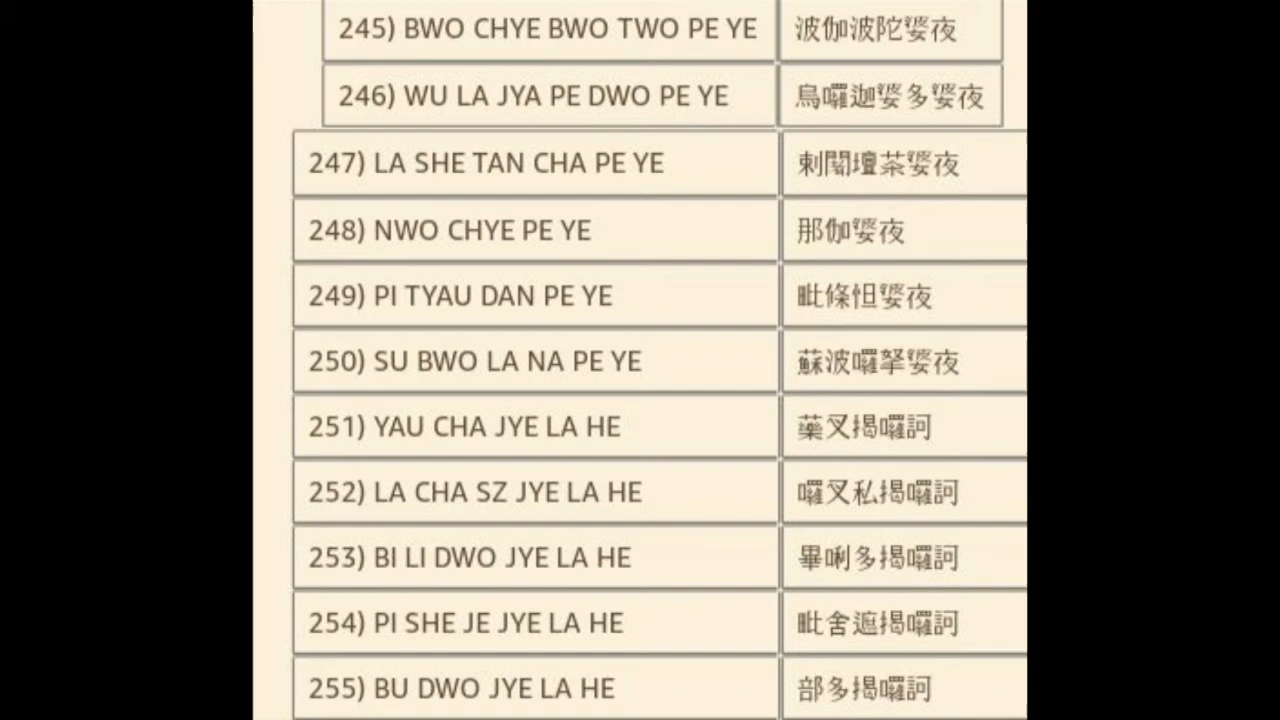 245) BWO CHYE BWO TWO PE YE 波伽波陀婆夜
246) WU LA JYA PE DWO PE YE 烏囉迦婆多婆夜
247) LA SHE TAN CHA PE YE 剌闍壇茶婆夜
248) NWO CHYE PE YE 那伽婆夜
249) PI TYAU DAN PE YE 毗條怛婆夜
250) SU BWO LA NA PE YE 蘇波囉拏婆夜
251) YAU CHA JYE LA HE 藥叉揭囉訶
252) LA CHA SZ JYE LA HE 囉叉私揭囉訶
253) BI LI DWO JYE LA HE 畢唎多揭囉訶
254) PI SHE JE JYE LA HE 毗舍遮揭囉訶
255) BU DWO JYE LA HE 部多揭囉訶